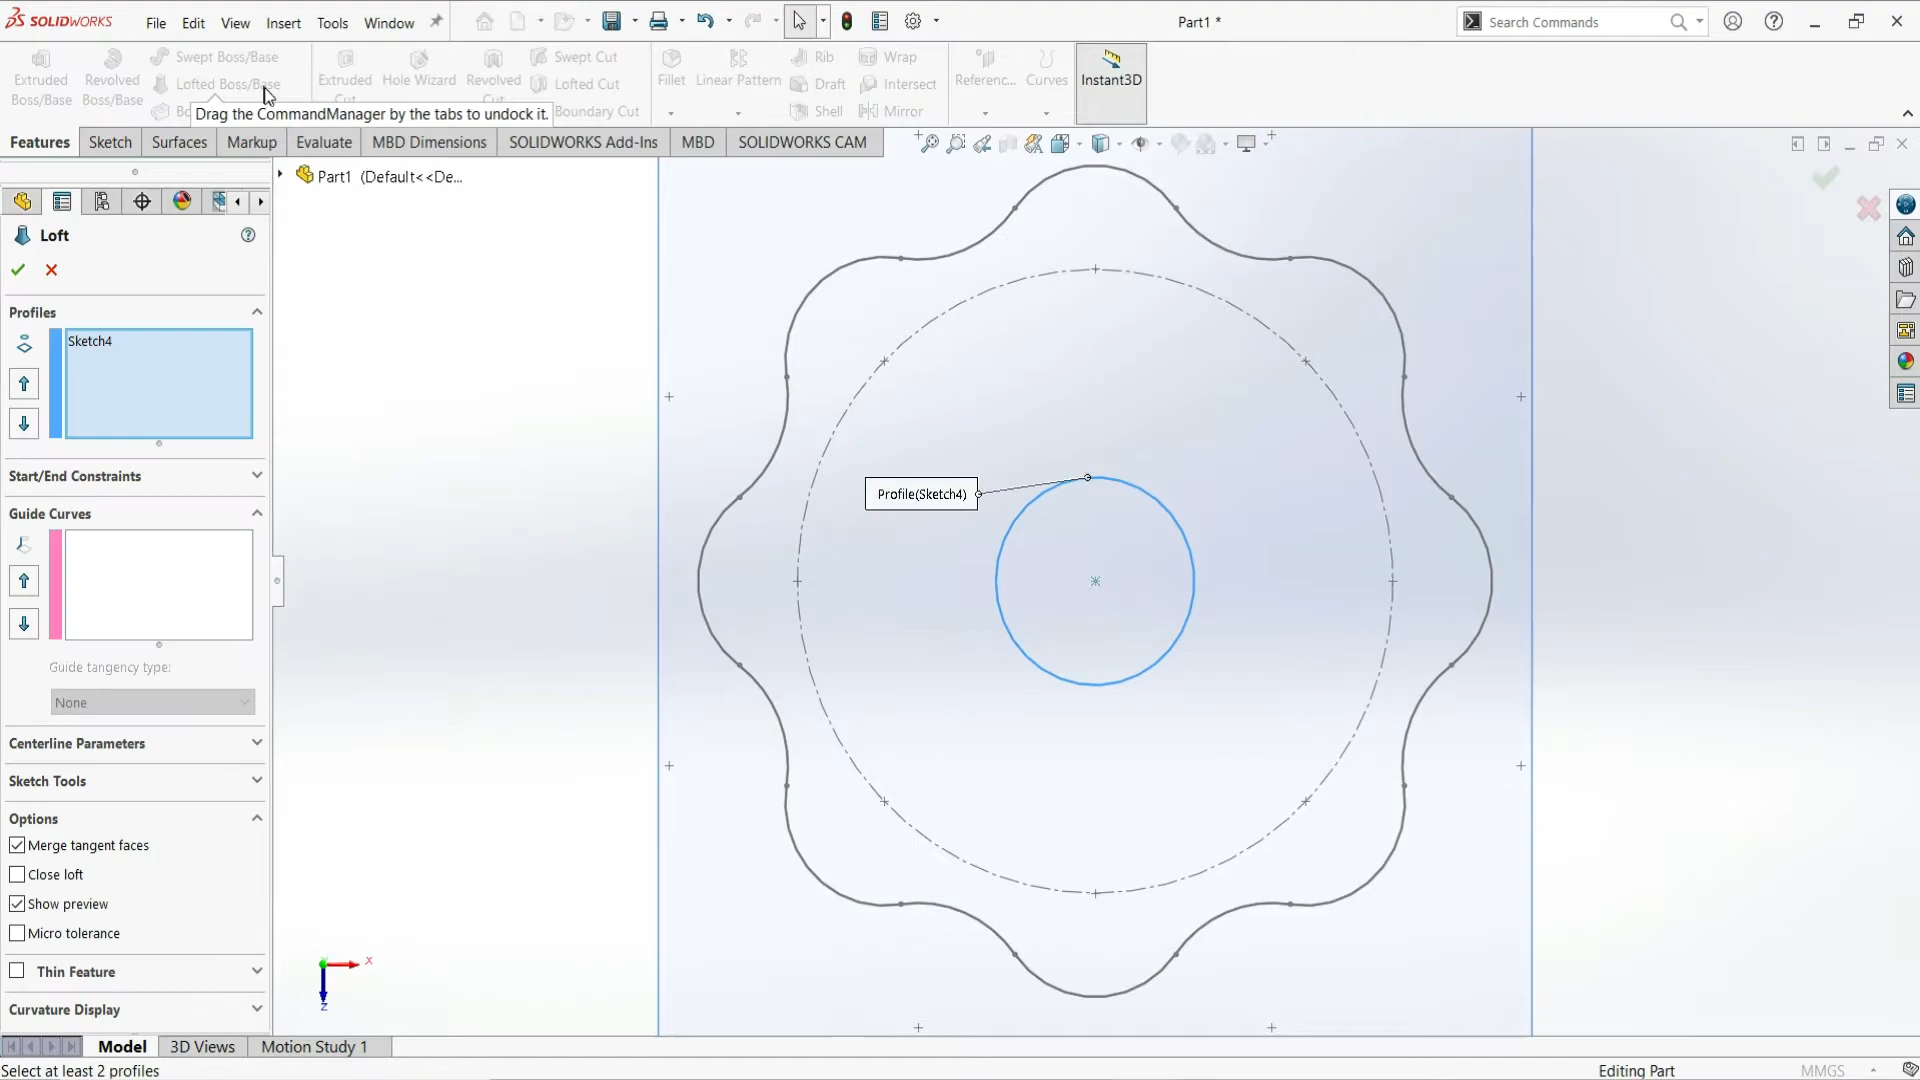 SOLIDWORKS File Edit View Insert Tools Window Part1 * Search Commands
Extruded Boss/Base
Revolved Boss/Base
Swept Boss/Base
Lofted Boss/Base
Extruded
Hole Wizard
Revolved
Swept Cut
Lofted Cut
Boundary Cut
Fillet
Linear Pattern
Rib
Draft
Shell
Wrap
Intersect
Mirror
Referenc...
Curves
Instant3D
Drag the CommandManager by the tabs to undock it.
Features Sketch Surfaces Markup Evaluate MBD Dimensions SOLIDWORKS Add-Ins MBD SOLIDWORKS CAM
Part1 (Default<<De...
Loft
Profiles
Sketch4
Start/End Constraints
Guide Curves
Guide tangency type:
None
Centerline Parameters
Sketch Tools
Options
Merge tangent faces
Close loft
Show preview
Micro tolerance
Thin Feature
Curvature Display
Profile(Sketch4)
X
Z
Model 3D Views Motion Study 1
Select at least 2 profiles
Editing Part
MMGS